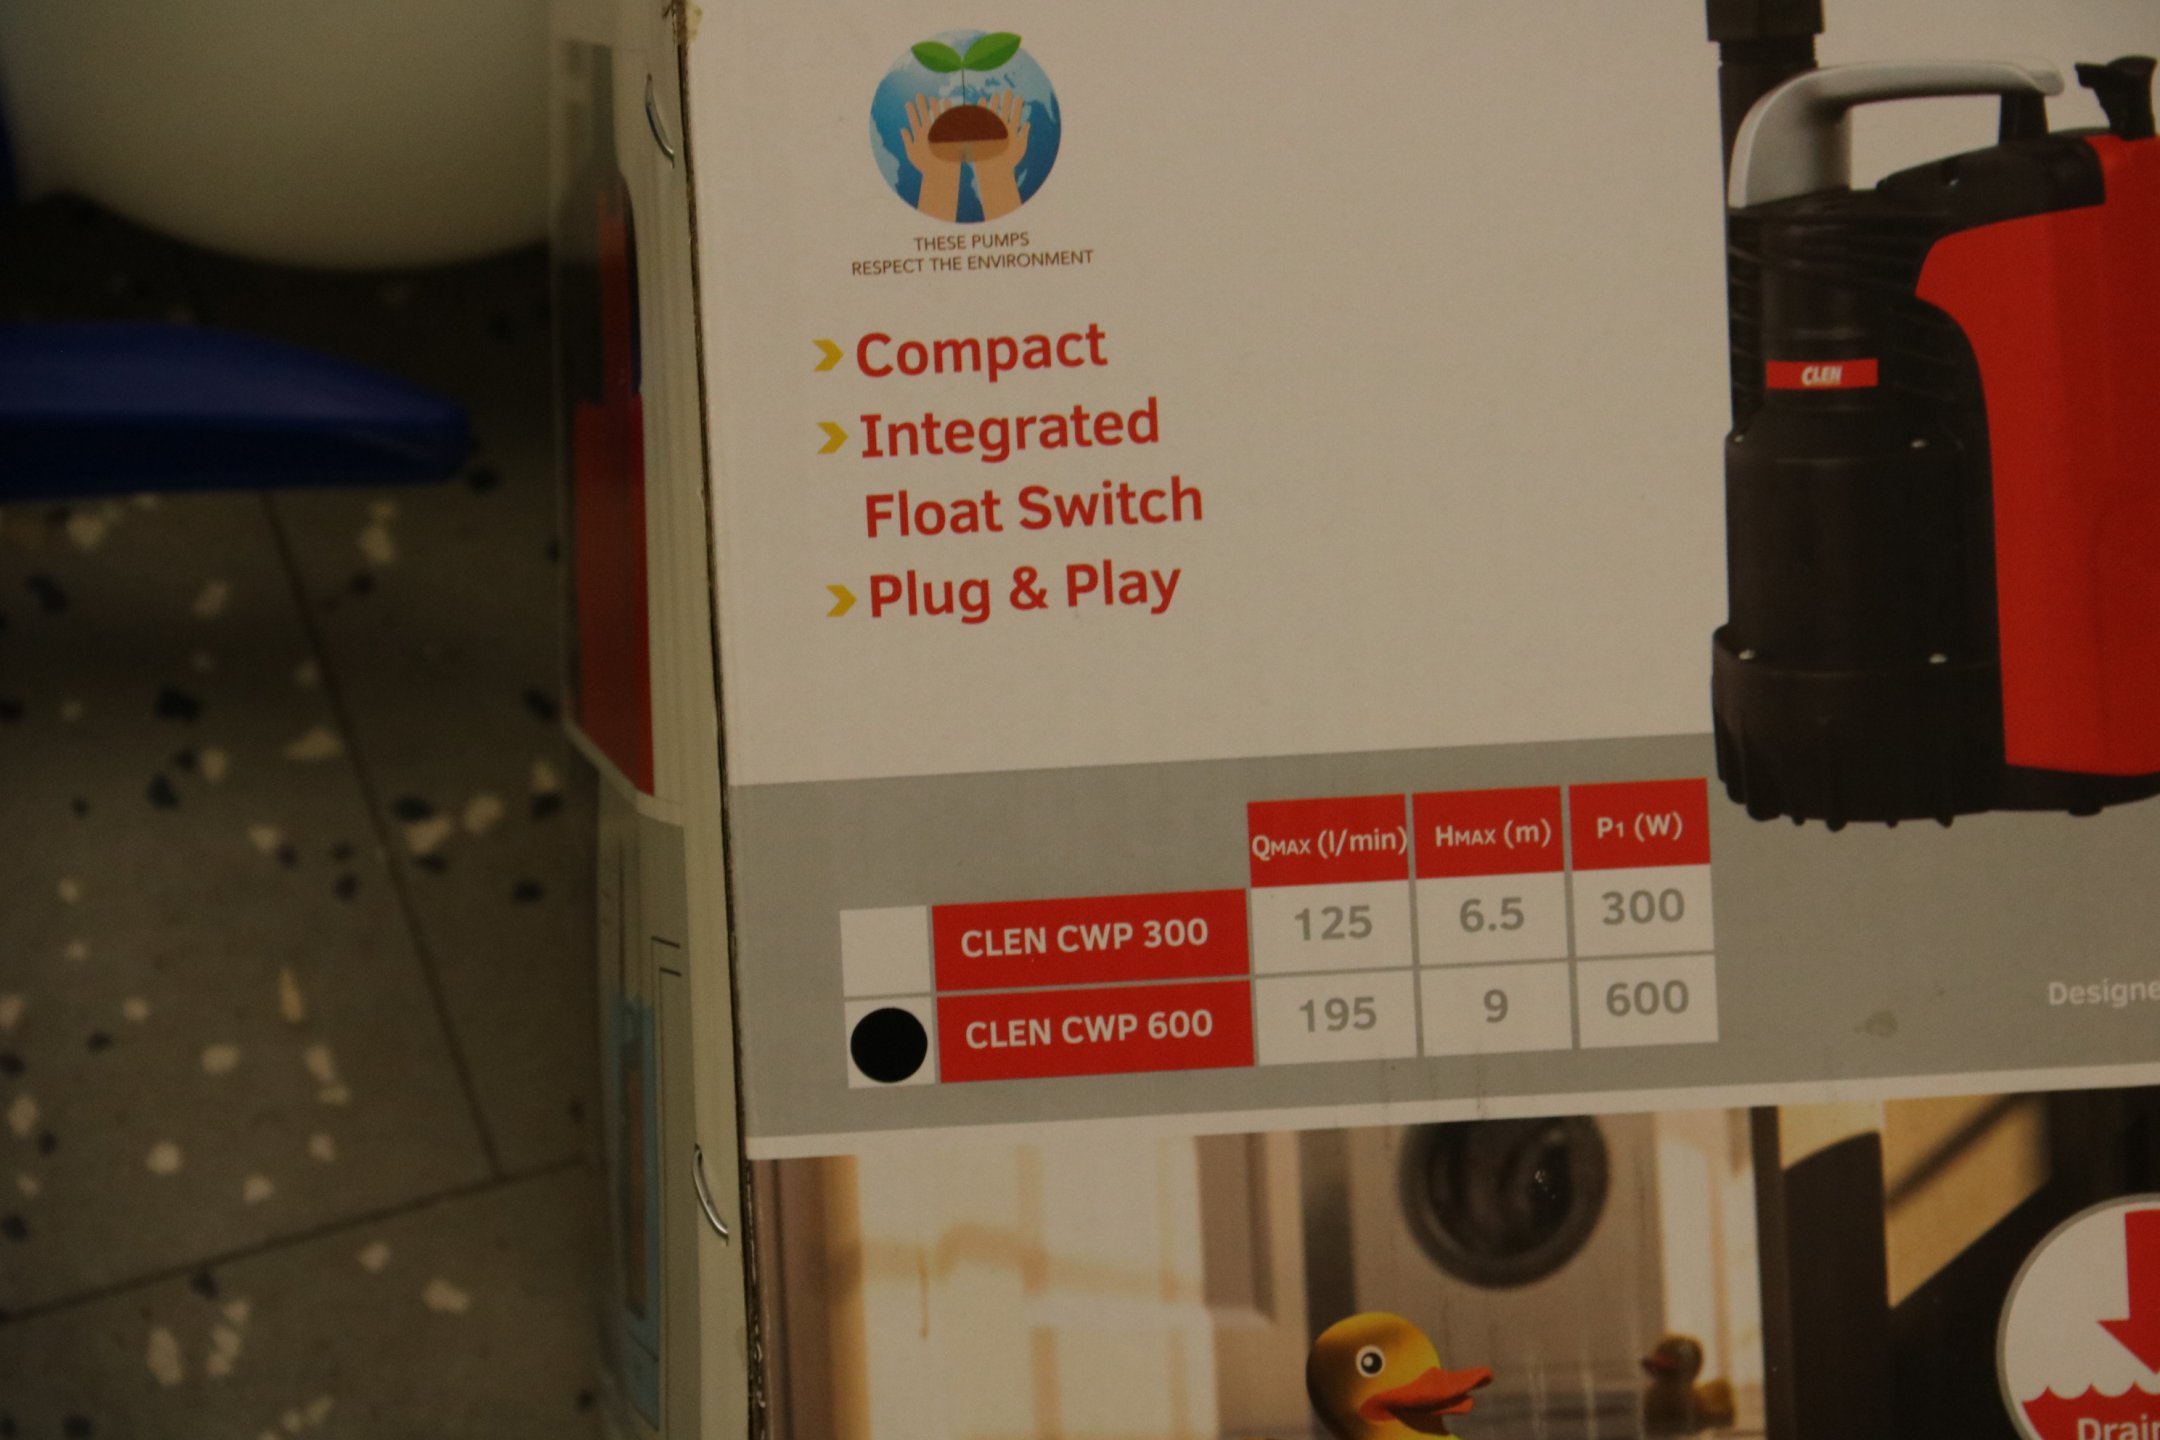 THESE PUMPS
RESPECT THE ENVIRONMENT
Compact
Integrated
Float Switch
Plug & Play
CLEN
QMAX (l/min) HMAX (m) P1 (W)
CLEN CWP 300 125 6.5 300
CLEN CWP 600 195 9 600